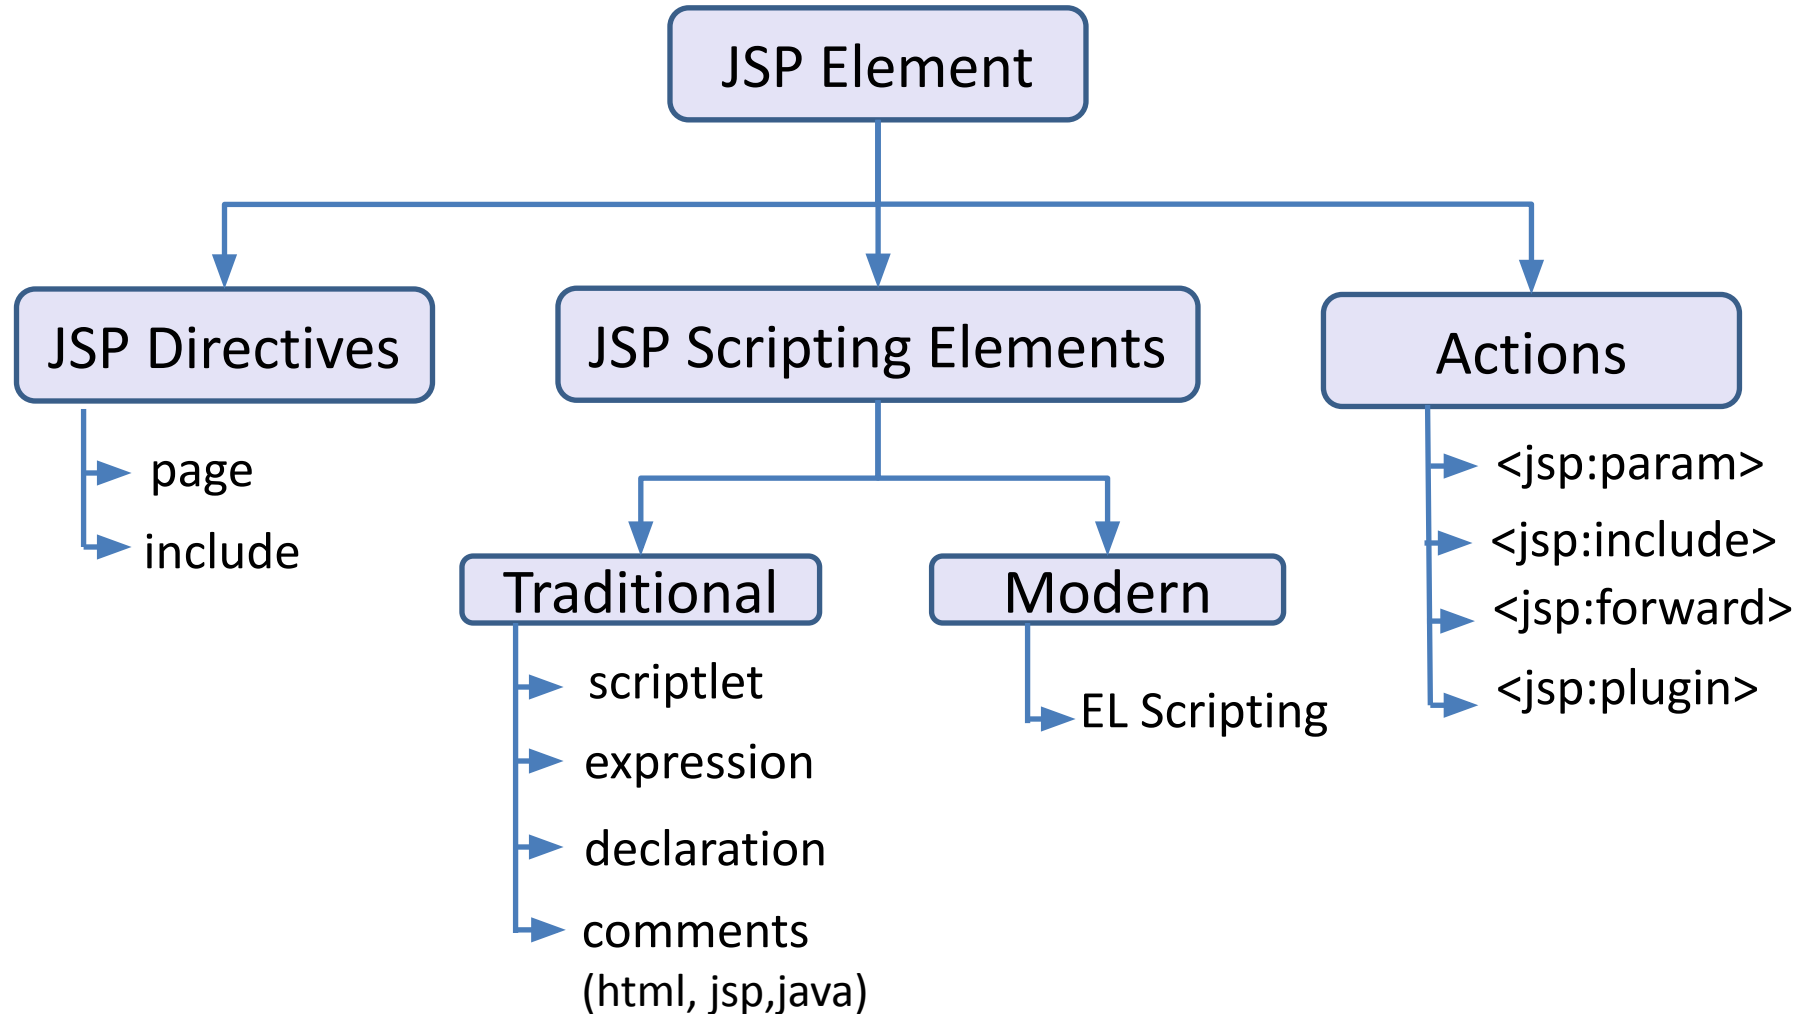 JSP Element
JSP Directives
JSP Scripting Elements
Actions
page
include
Traditional
Modern
scriptlet
expression
declaration
comments
(html, jsp,java)
EL Scripting
<jsp:param>
<jsp:include>
<jsp:forward>
<jsp:plugin>